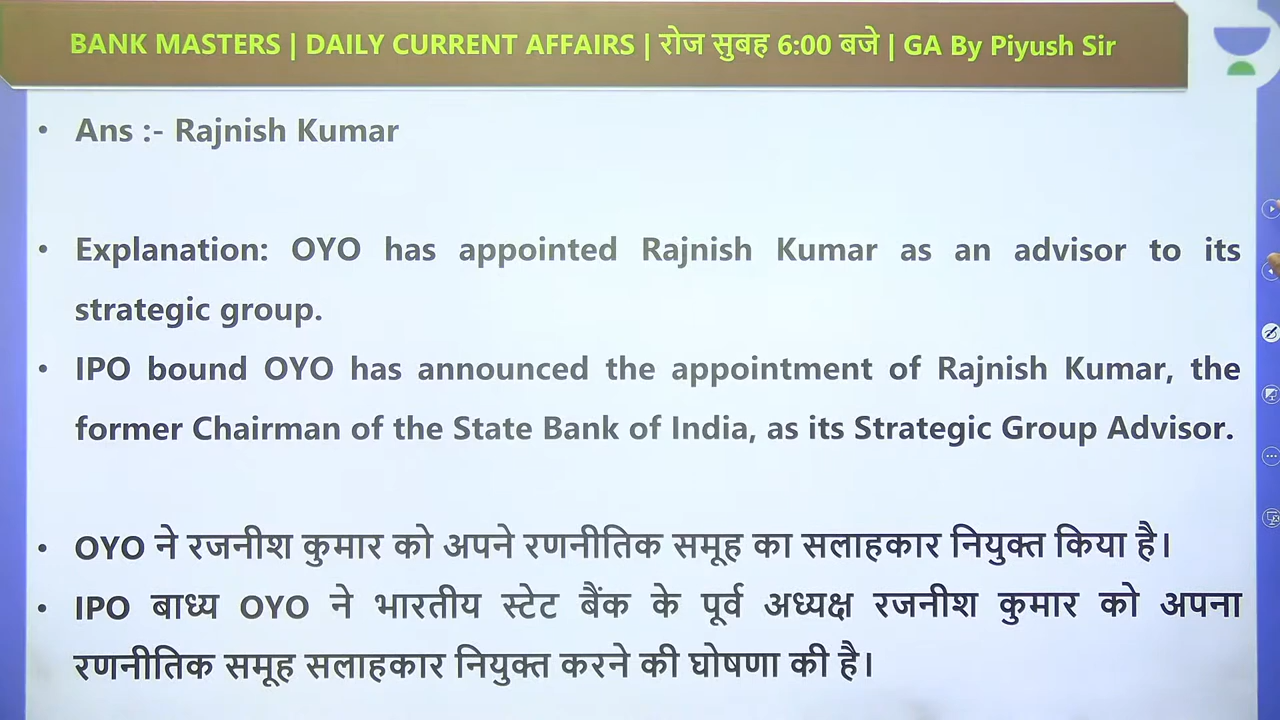 BANK MASTERS | DAILY CURRENT AFFAIRS | रोज सुबह 6:00 बजे | GA By Piyush Sir
• Ans :- Rajnish Kumar
• Explanation: OYO has appointed Rajnish Kumar as an advisor to its
strategic group.
• IPO bound OYO has announced the appointment of Rajnish Kumar, the
former Chairman of the State Bank of India, as its Strategic Group Advisor.
• OYO ने रजनीश कुमार को अपने रणनीतिक समूह का सलाहकार नियुक्त किया है।
• IPO बाध्य OYO ने भारतीय स्टेट बैंक के पूर्व अध्यक्ष रजनीश कुमार को अपना
रणनीतिक समूह सलाहकार नियुक्त करने की घोषणा की है।